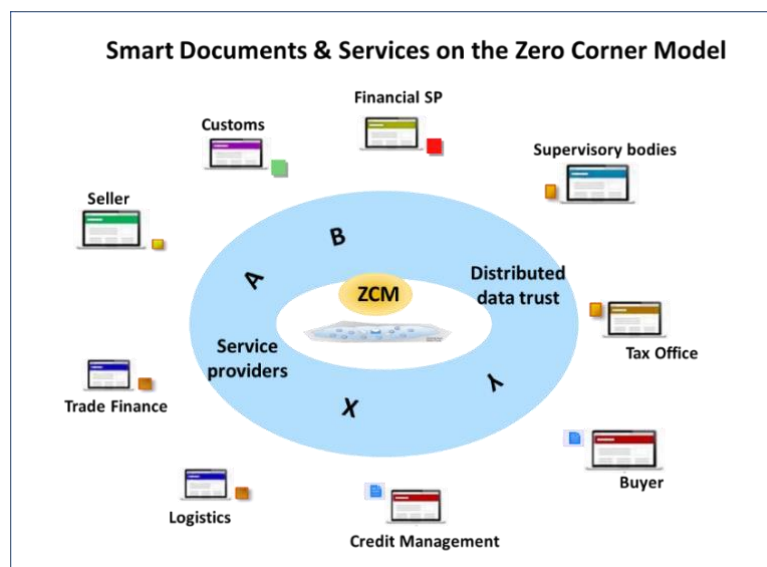 Smart Documents & Services on the Zero Corner Model
Financial SP
Customs
Supervisory bodies
Seller
B
A
Distributed
data trust
ZCM
Service
providers
Tax Office
Trade Finance
X
Y
Buyer
Logistics
Credit Management